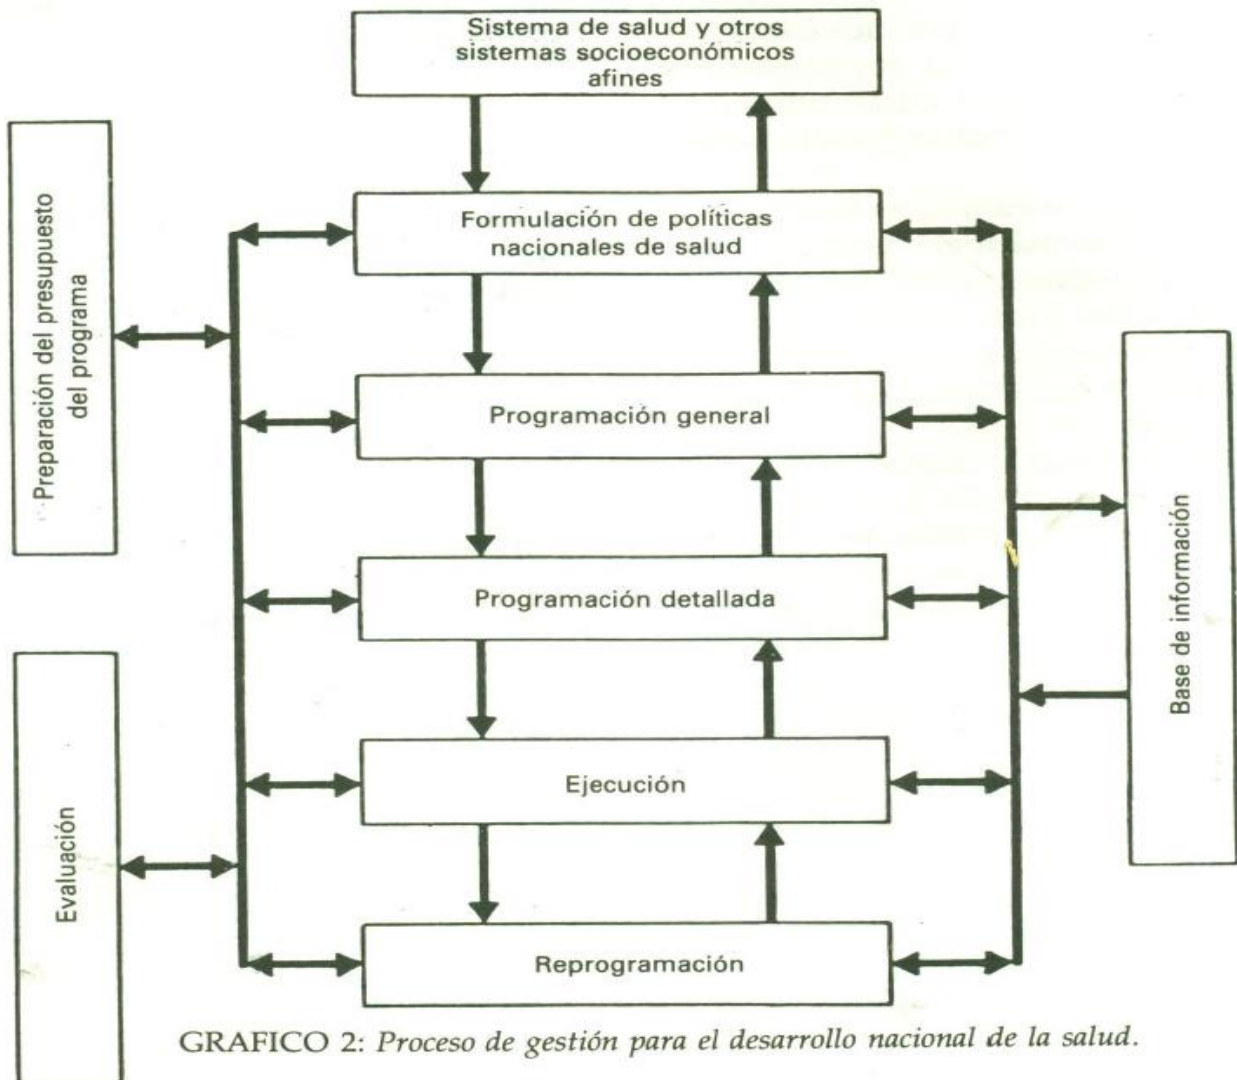 Sistema de salud y otros
sistemas socioeconómicos
afines
Preparación del presupuesto
del programa
Formulación de políticas
nacionales de salud
Programación general
Programación detallada
Base de información
Ejecución
Evaluación
Reprogramación
GRAFICO 2: Proceso de gestión para el desarrollo nacional de la salud.